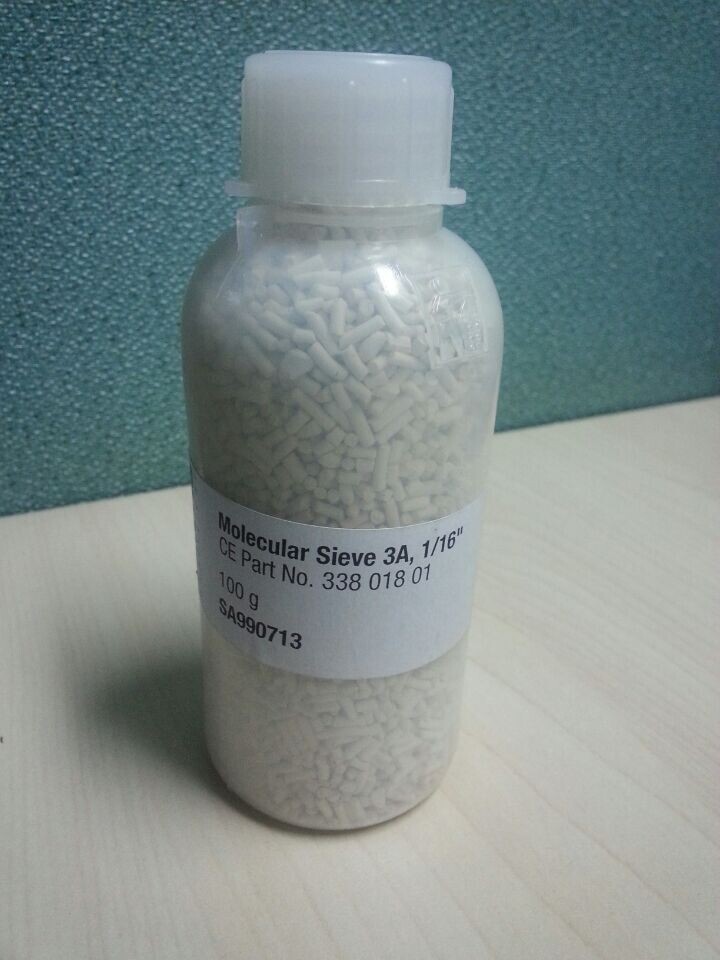 Molecular Sieve 3A, 1/16"
CE Part No. 338 018 01
100 g
SA990713